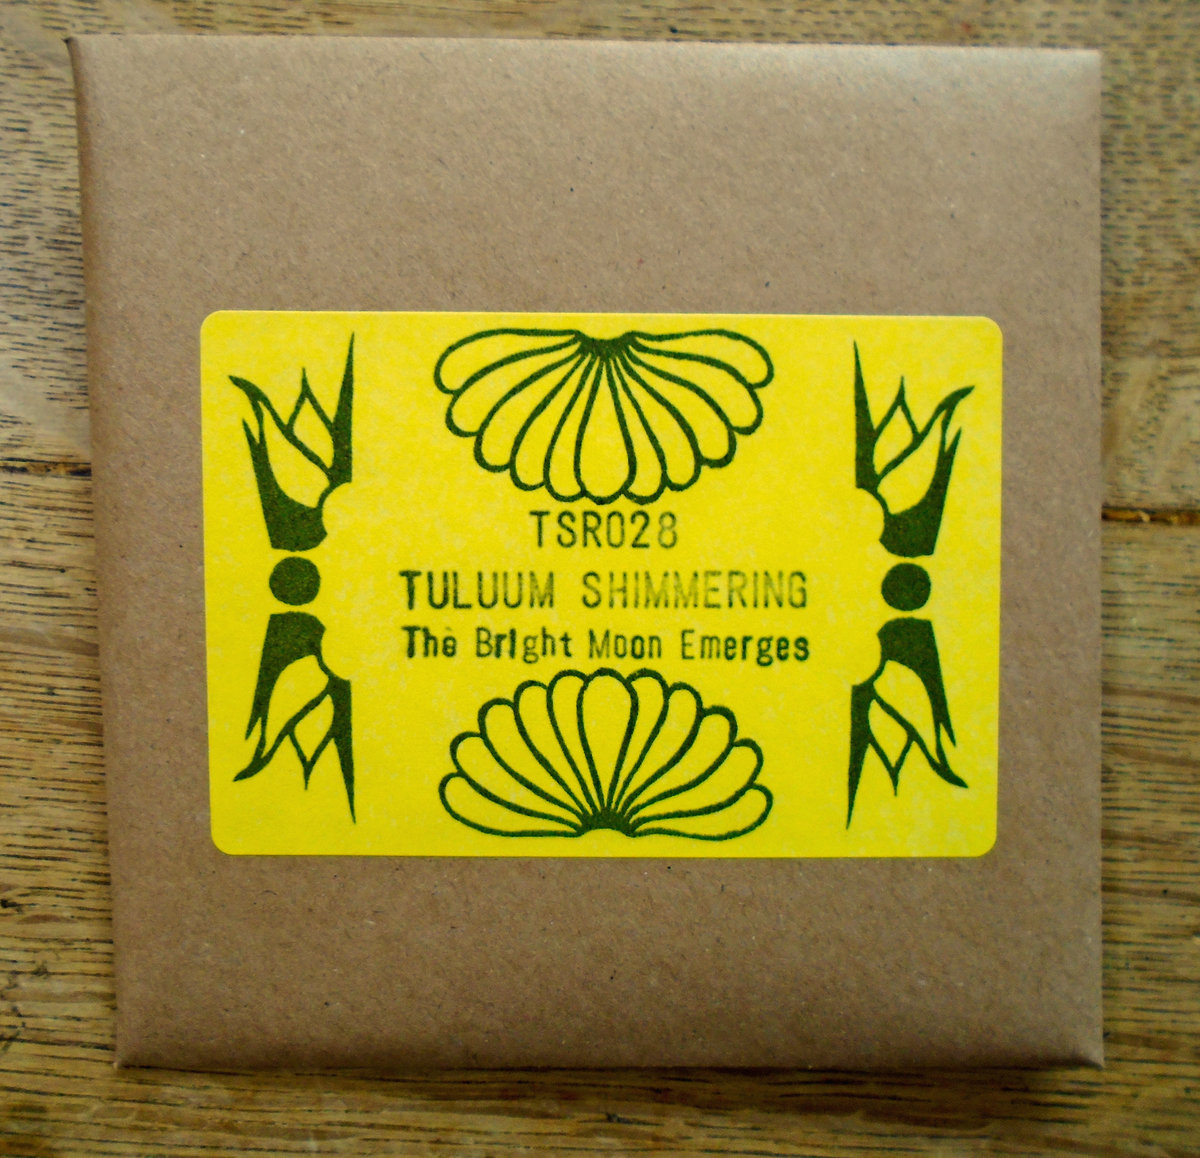 TSR028
TULUUM SHIMMERING
The Bright Moon Emerges